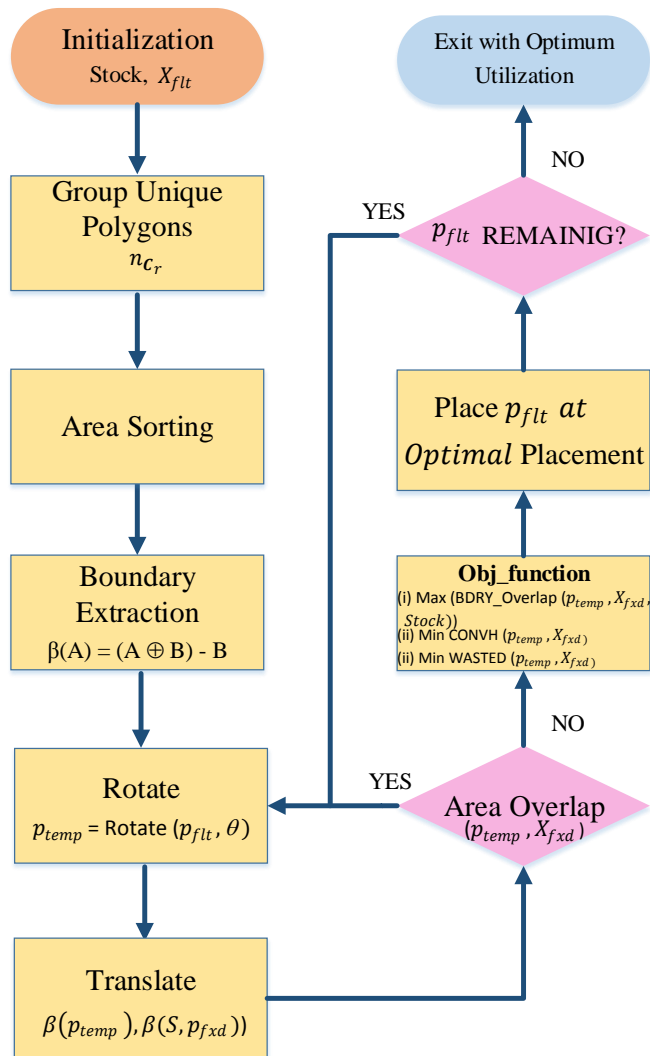 Initialization
Stock, X_flt
Group Unique
Polygons
n_C_r
Area Sorting
Boundary
Extraction
β(A) = (A ⊕ B) - B
Rotate
p_temp = Rotate (p_flt, θ)
Translate
β(p_temp), β(S, p_fxd))
Exit with Optimum
Utilization
NO
YES
p_flt REMAINIG?
Place p_flt at
Optimal Placement
Obj_function
(i) Max (BDRY_Overlap (p_temp, X_fxd,
Stock))
(ii) Min CONVH (p_temp, X_fxd)
(ii) Min WASTED (p_temp, X_fxd)
NO
YES
Area Overlap
(p_temp, X_fxd)